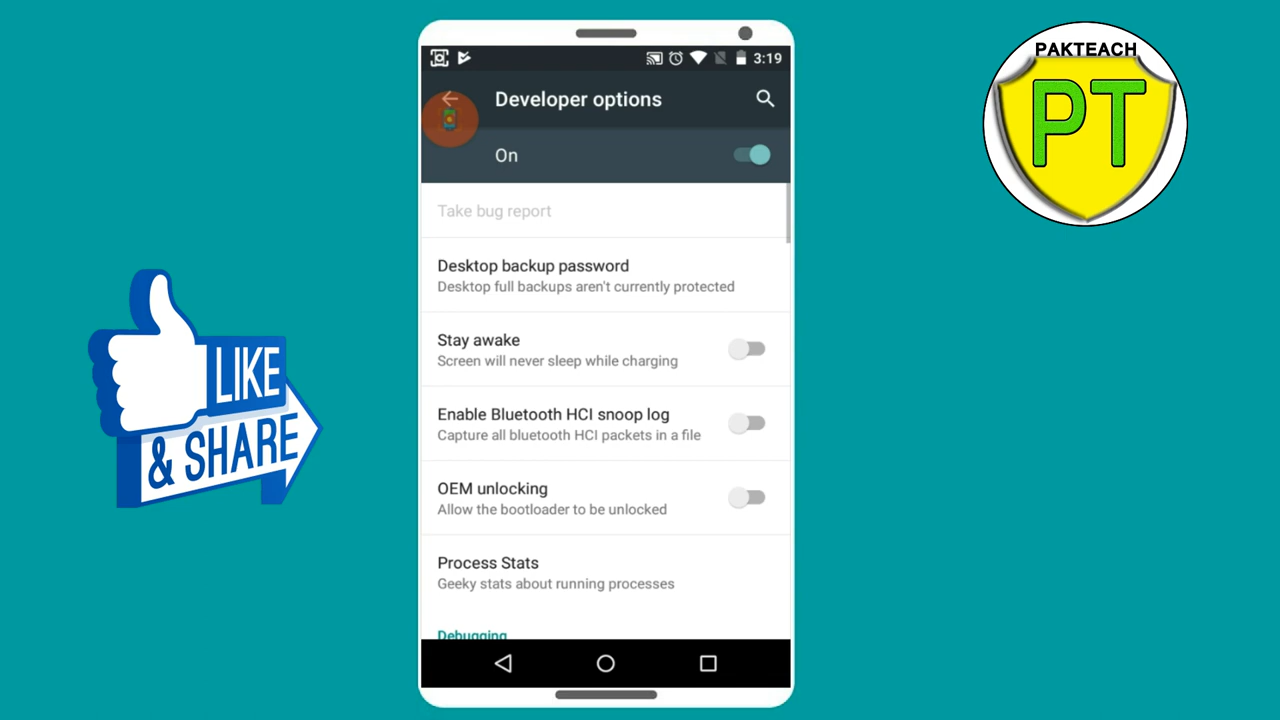 PAKTEACH
PT
3:19
Developer options
On
Take bug report
Desktop backup password
Desktop full backups aren't currently protected
Stay awake
Screen will never sleep while charging
Enable Bluetooth HCI snoop log
Capture all bluetooth HCI packets in a file
OEM unlocking
Allow the bootloader to be unlocked
Process Stats
Geeky stats about running processes
Debugging
LIKE
& SHARE